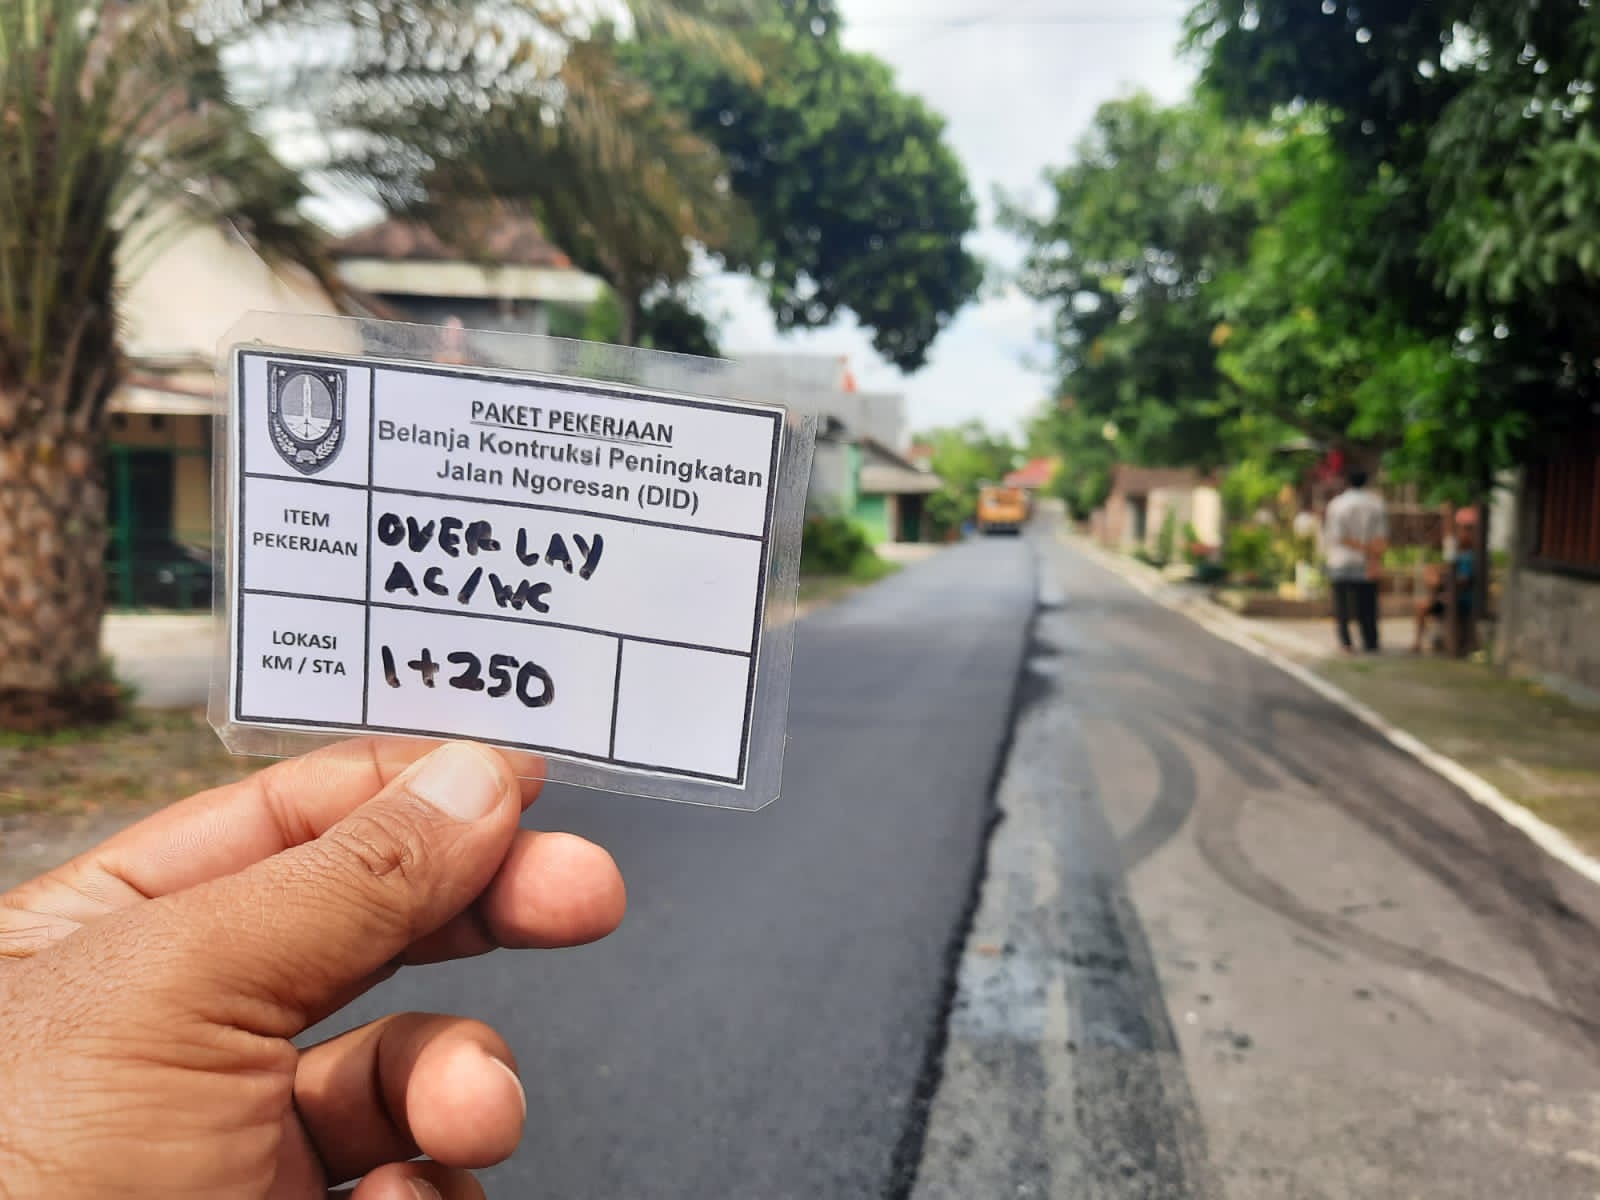 PAKET PEKERJAAN
Belanja Kontruksi Peningkatan
Jalan Ngoresan (DID)
ITEM
PEKERJAAN
OVER LAY
AC/WC
LOKASI
KM / STA
1+250